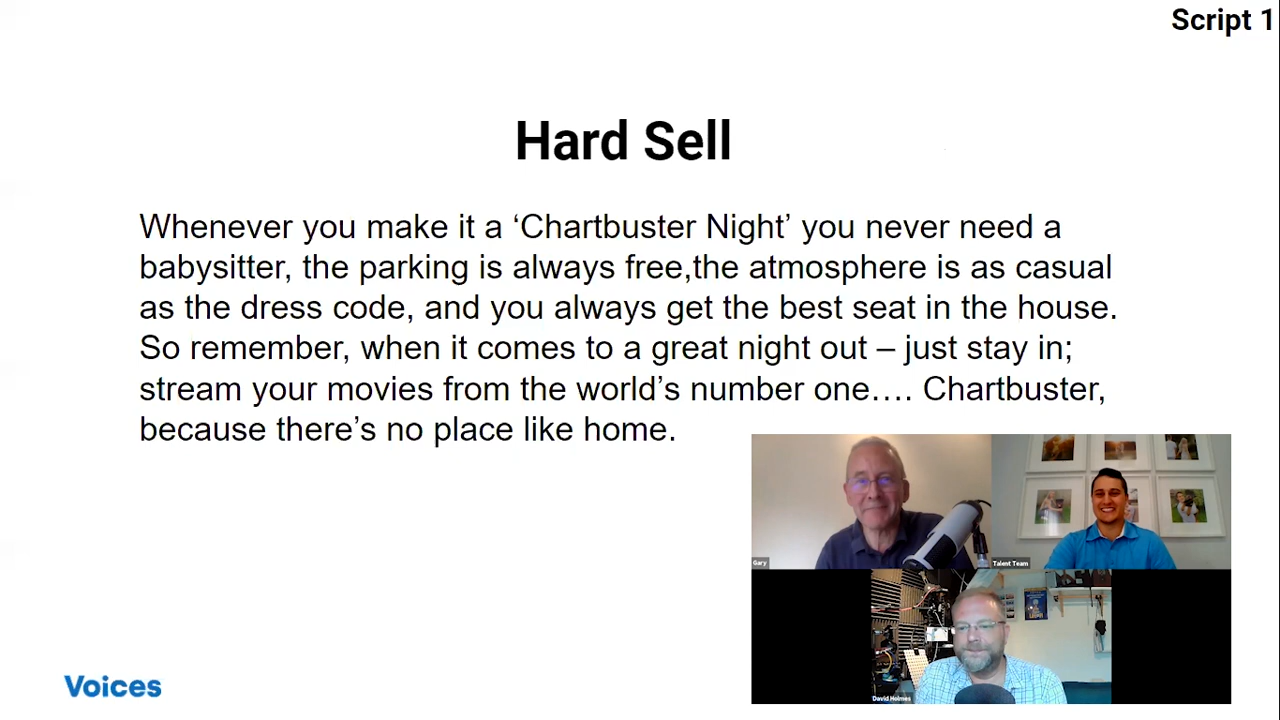 Script 1
Hard Sell
Whenever you make it a ‘Chartbuster Night’ you never need a
babysitter, the parking is always free,the atmosphere is as casual
as the dress code, and you always get the best seat in the house.
So remember, when it comes to a great night out – just stay in;
stream your movies from the world’s number one…. Chartbuster,
because there’s no place like home.
Gary
Talent Team
David Holmes
Voices